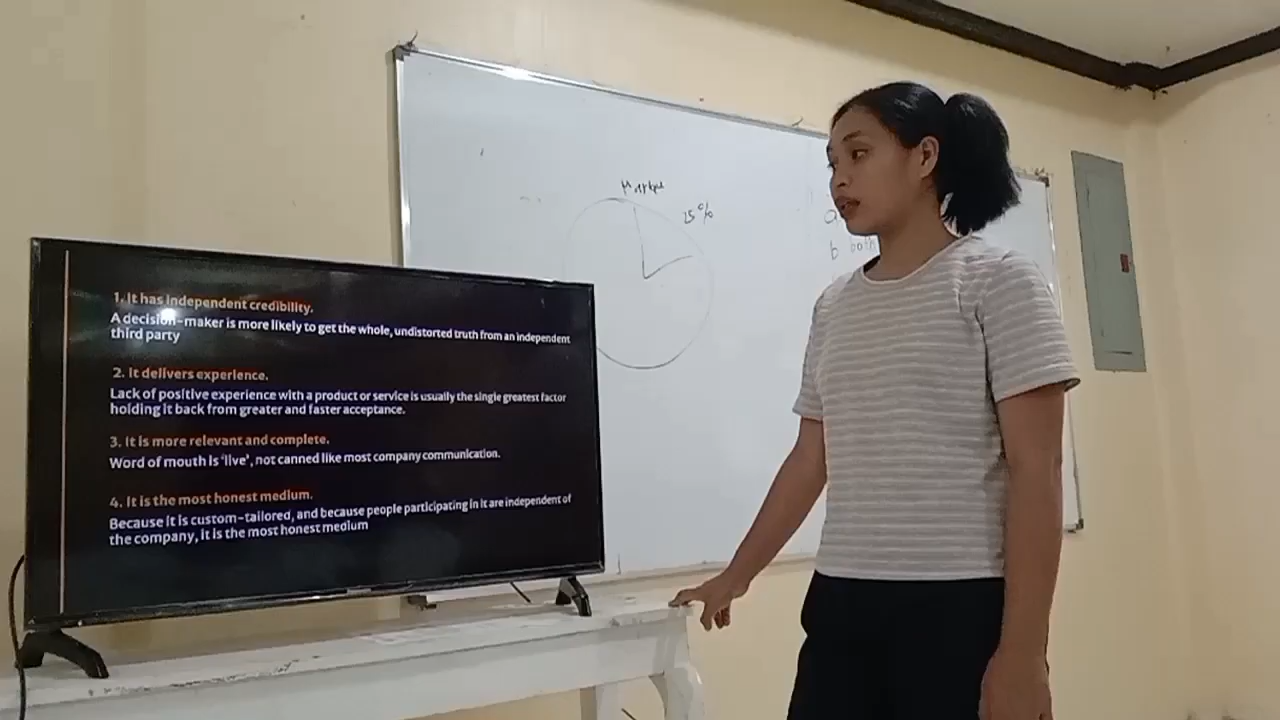 1. It has independent credibility.
A decision-maker is more likely to get the whole, undistorted truth from an independent
third party
2. It delivers experience.
Lack of positive experience with a product or service is usually the single greatest factor
holding it back from greater and faster acceptance.
3. It is more relevant and complete.
Word of mouth is 'live', not canned like most company communication.
4. It is the most honest medium.
Because it is custom-tailored, and because people participating in it are independent of
the company, it is the most honest medium
25%
a
b both